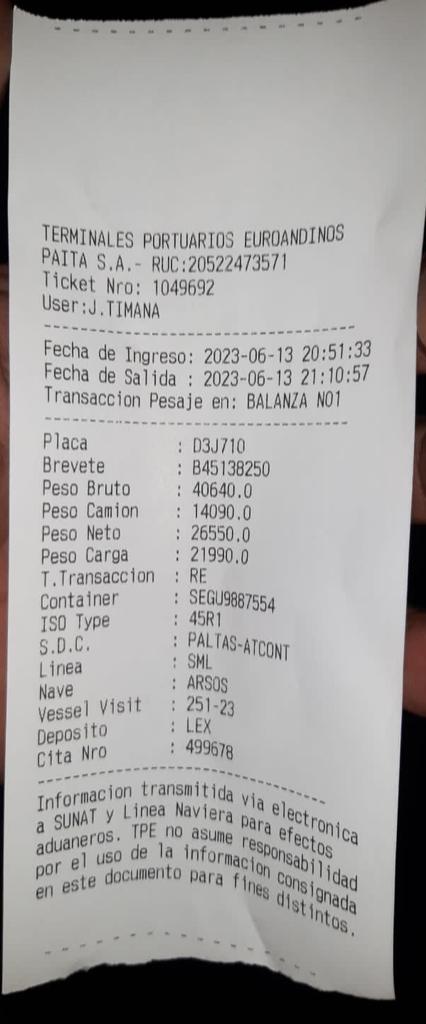 TERMINALES PORTUARIOS EUROANDINOS
PAITA S.A.- RUC:20522473571
Ticket Nro: 1049692
User:J.TIMANA
Fecha de Ingreso: 2023-06-13 20:51:33
Fecha de Salida : 2023-06-13 21:10:57
Transaccion Pesaje en: BALANZA NO1
Placa : D3J710
Brevete : B45138250
Peso Bruto : 40640.0
Peso Camion : 14090.0
Peso Neto : 26550.0
Peso Carga : 21990.0
T.Transaccion : RE
Container : SEGU9887554
ISO Type : 45R1
S.D.C. : PALTAS-ATCONT
Linea : SML
Nave : ARSOS
Vessel Visit : 251-23
Deposito : LEX
Cita Nro : 499678
Informacion transmitida via electronica
a SUNAT y Linea Naviera para efectos
aduaneros. TPE no asume responsabilidad
por el uso de la informacion consignada
en este documento para fines distintos.